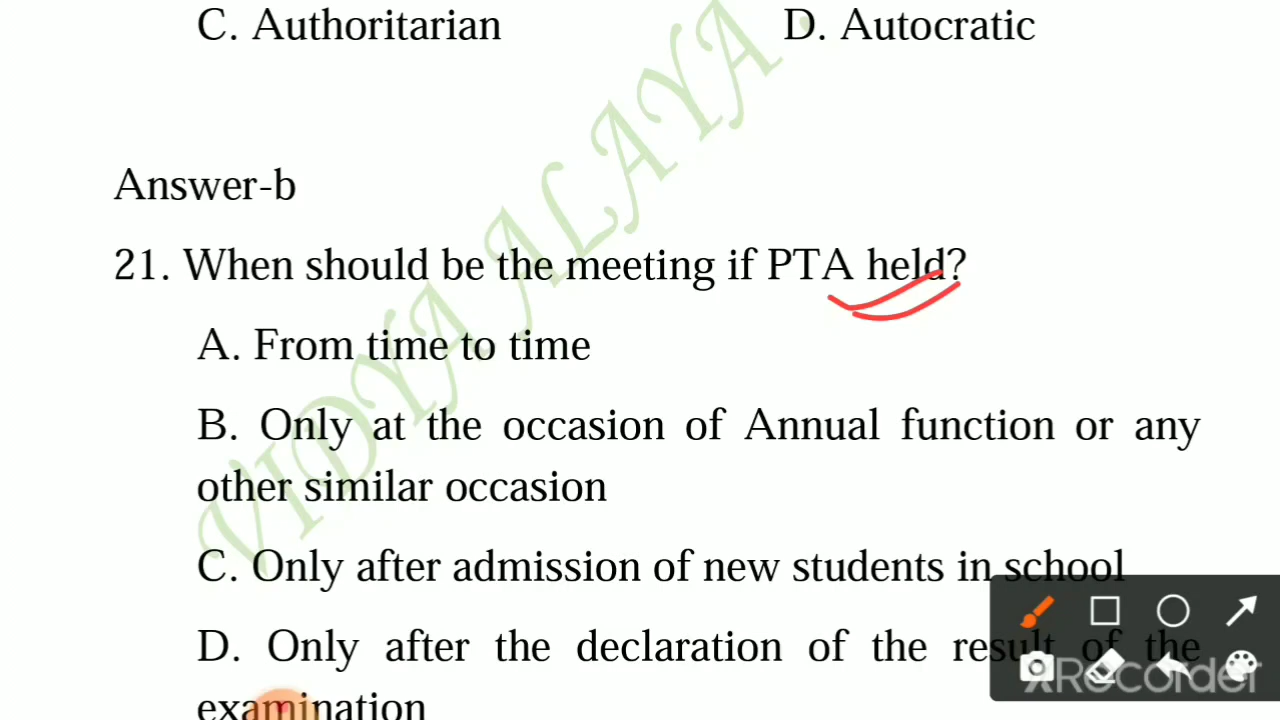 C. Authoritarian D. Autocratic
Answer-b
21. When should be the meeting if PTA held?
A. From time to time
B. Only at the occasion of Annual function or any
other similar occasion
C. Only after admission of new students in school
D. Only after the declaration of the result of the
examination
VIDYA ALAYA
XRecorder